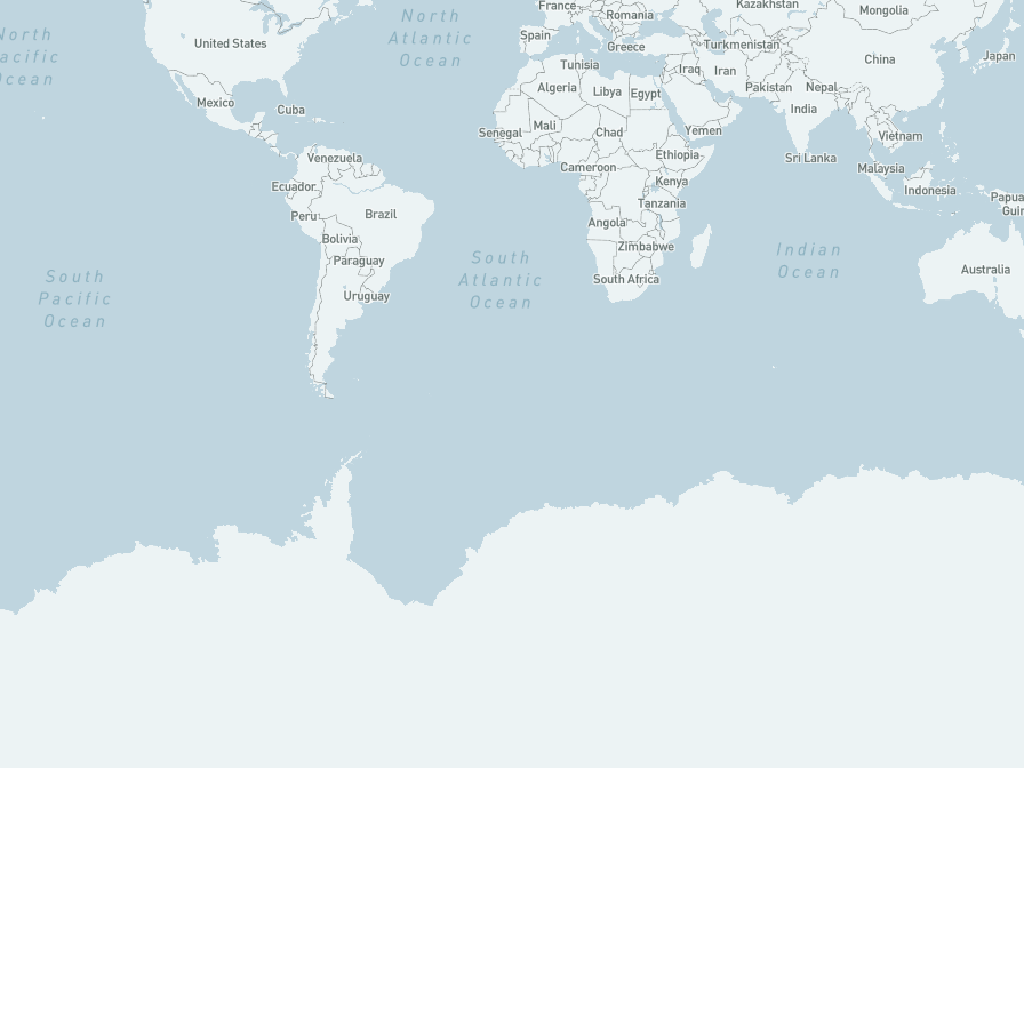 France
Kazakhstan
North
Atlantic
Ocean
Romania
Mongolia
North
acific
Ocean
United States
Spain
Greece
Turkmenistan
Japan
China
Tunisia
Iraq
Iran
Algeria
Libya
Egypt
Pakistan
Nepal
Mexico
Cuba
India
Senegal
Mali
Chad
Yemen
Vietnam
Venezuela
Ethiopia
Sri Lanka
Cameroon
Malaysia
Ecuador
Kenya
Indonesia
Papua
Guin
Peru
Brazil
Tanzania
Angola
Bolivia
Zimbabwe
Paraguay
South
Atlantic
Ocean
Indian
Ocean
Australia
South
Pacific
Ocean
South Africa
Uruguay